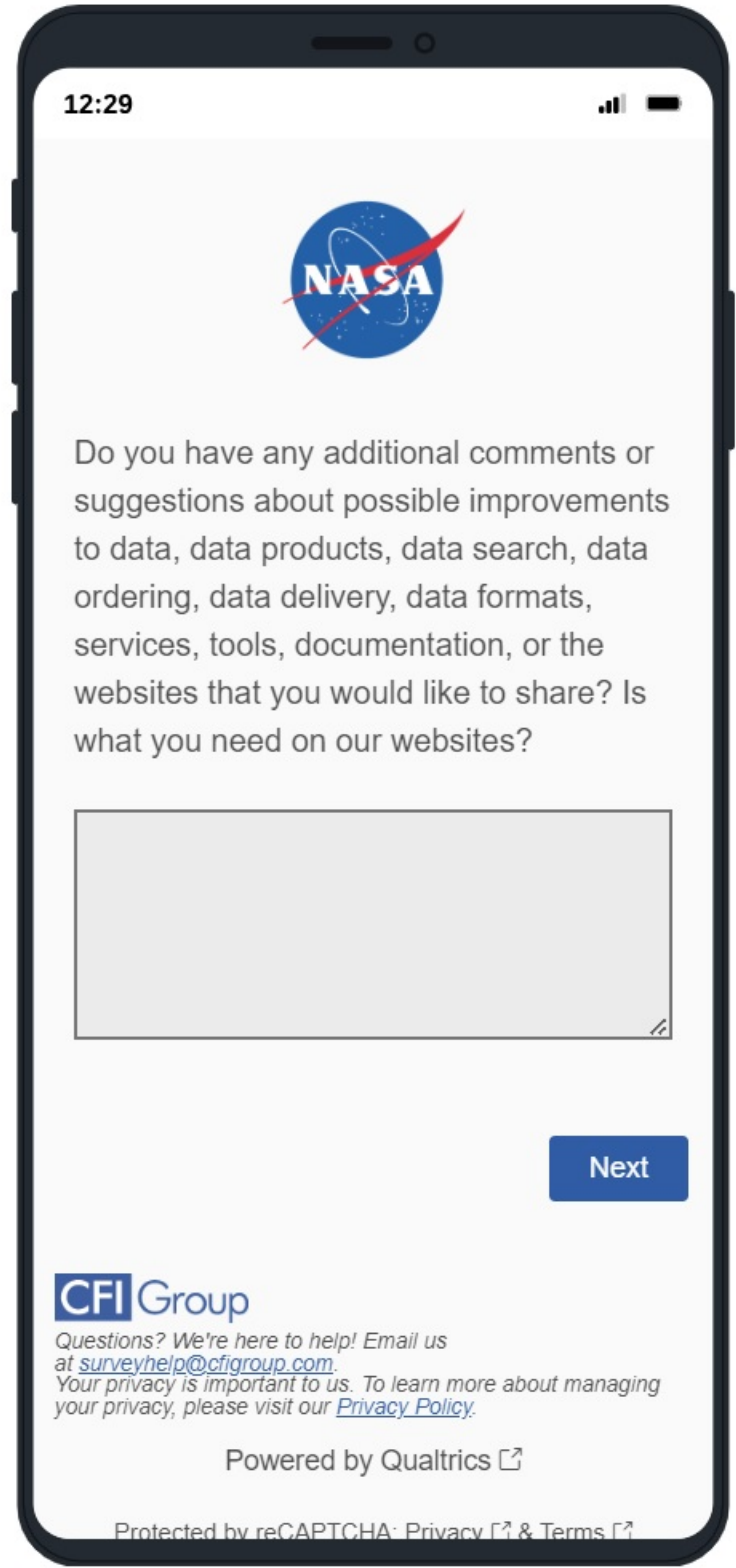 12:29
NASA
Do you have any additional comments or
suggestions about possible improvements
to data, data products, data search, data
ordering, data delivery, data formats,
services, tools, documentation, or the
websites that you would like to share? Is
what you need on our websites?
Next
CFI Group
Questions? We're here to help! Email us
at surveyhelp@cfigroup.com.
Your privacy is important to us. To learn more about managing
your privacy, please visit our Privacy Policy.
Powered by Qualtrics
Protected by reCAPTCHA: Privacy & Terms